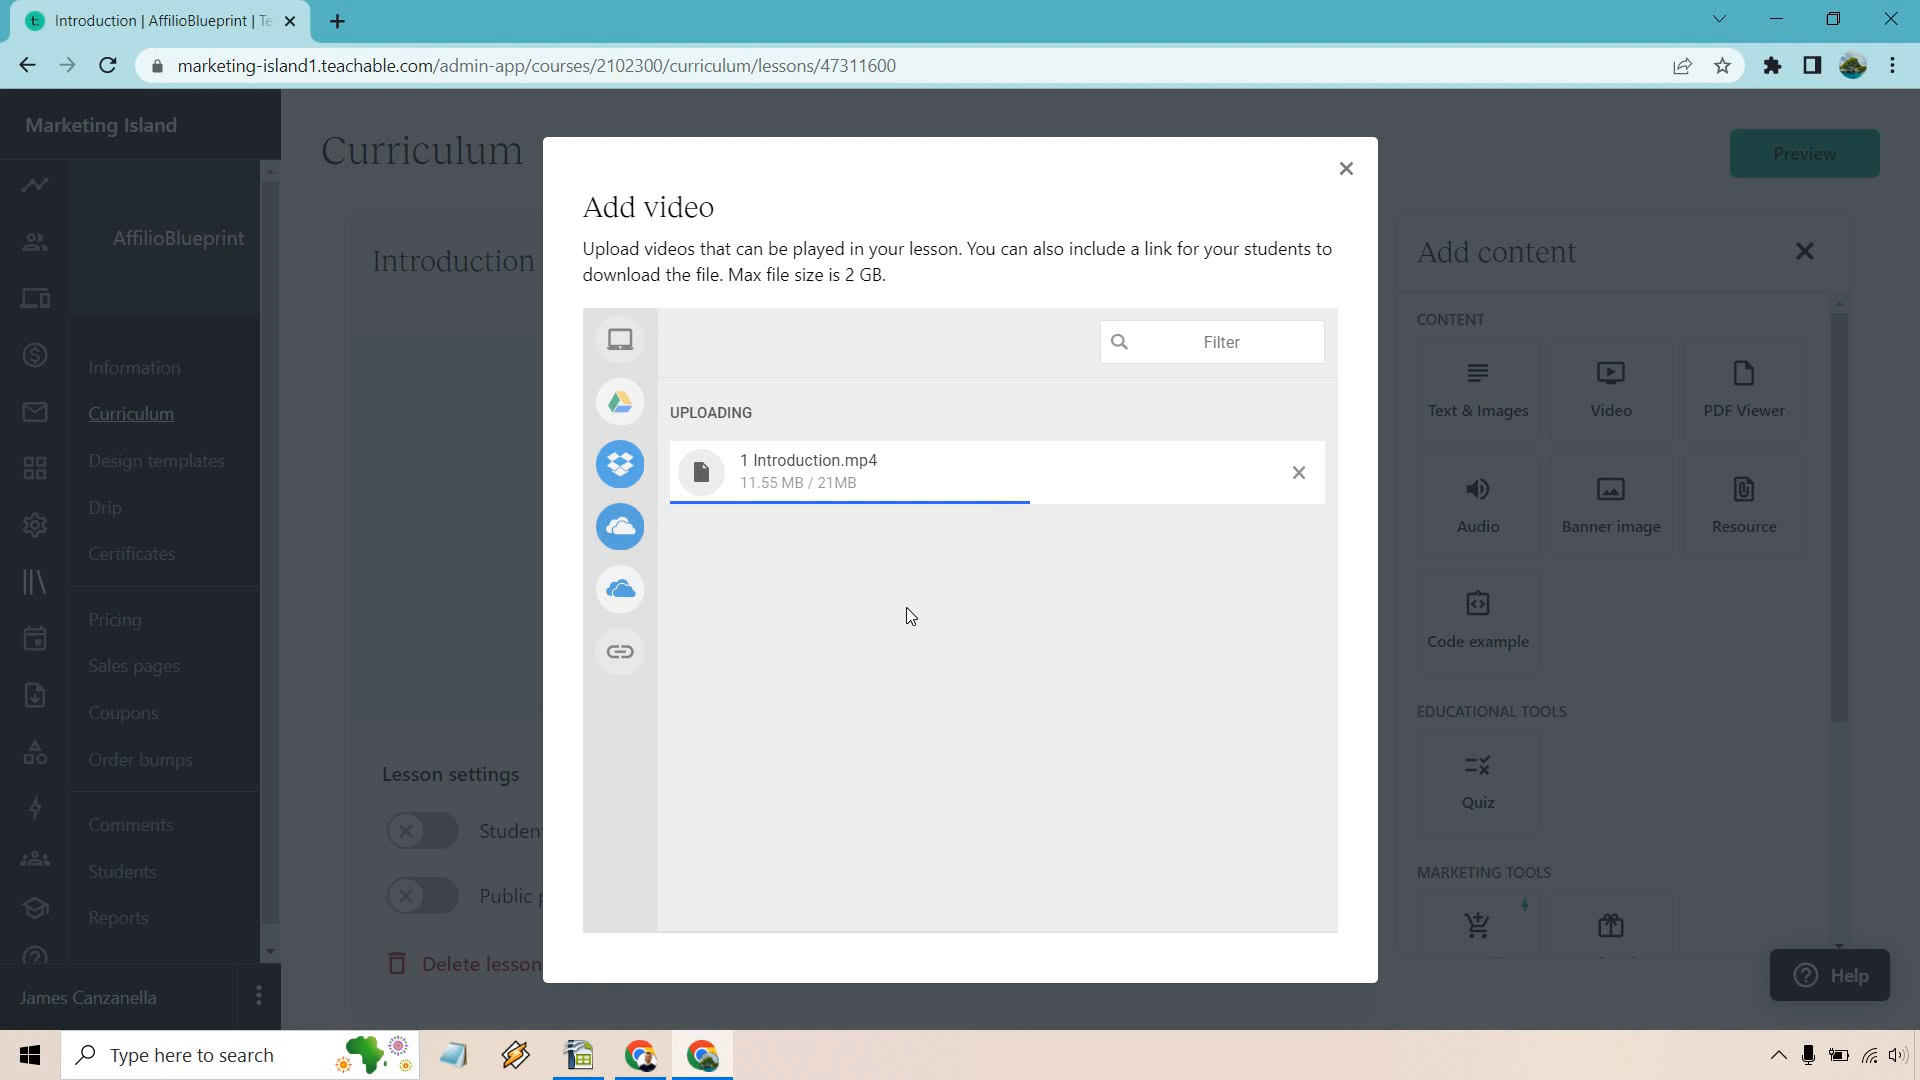 Introduction | AffilioBlueprint | Te
marketing-island1.teachable.com/admin-app/courses/2102300/curriculum/lessons/47311600
Marketing Island
AffilioBlueprint
Information
Curriculum
Design templates
Drip
Certificates
Pricing
Sales pages
Coupons
Order bumps
Comments
Students
Reports
James Canzanella
Curriculum
Preview
Introduction
Lesson settings
Student
Public
Delete lesson
Add video
Upload videos that can be played in your lesson. You can also include a link for your students to
download the file. Max file size is 2 GB.
Filter
UPLOADING
1 Introduction.mp4
11.55 MB / 21MB
Add content
CONTENT
Text & Images
Video
PDF Viewer
Audio
Banner image
Resource
Code example
EDUCATIONAL TOOLS
Quiz
MARKETING TOOLS
Help
Type here to search